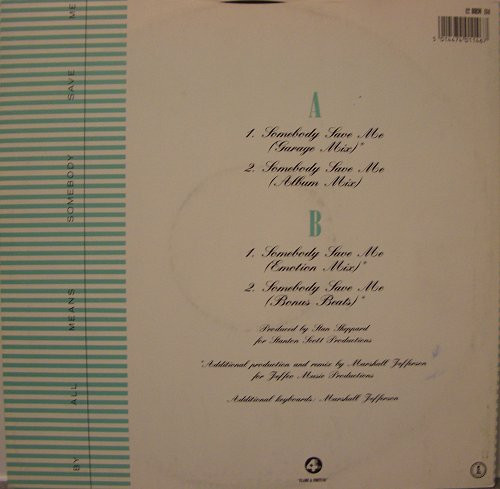 BY ALL MEANS SOMEBODY SAVE ME
A
1. Somebody Save Me
(Garage Mix)*
2. Somebody Save Me
(Album Mix)
B
1. Somebody Save Me
(Emotion Mix)*
2. Somebody Save Me
(Bonus Beats)*
Produced by Stan Sheppard
for Stanton Scott Productions
*Additional production and remix by Marshall Jefferson
for Jaffee Music Productions
Additional keyboards: Marshall Jefferson
4